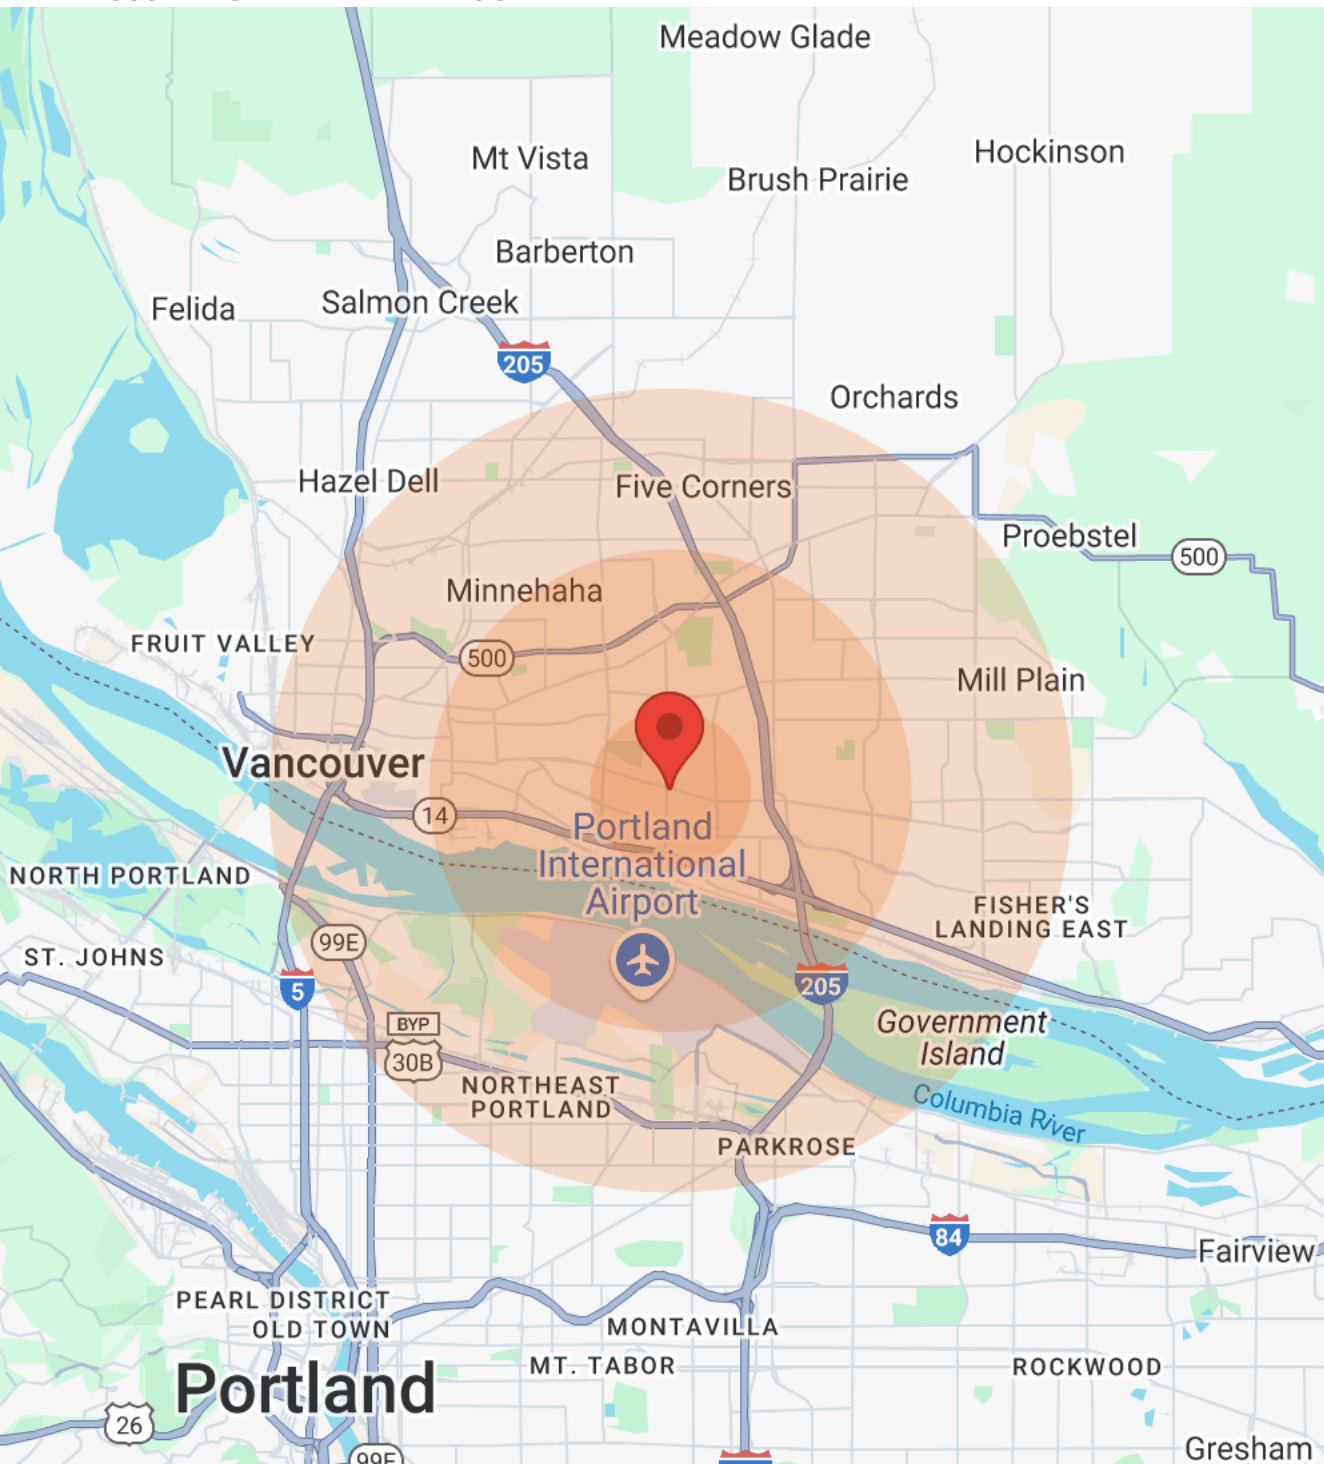 Meadow Glade
Hockinson
Mt Vista
Brush Prairie
Barberton
Salmon Creek
Felida
205
Orchards
Hazel Dell
Five Corners
Proebstel
500
Minnehaha
FRUIT VALLEY
500
Mill Plain
Vancouver
14
Portland
International
Airport
NORTH PORTLAND
FISHER'S
LANDING EAST
99E
ST. JOHNS
205
5
BYP
30B
Government
Island
NORTHEAST
PORTLAND
Columbia River
PARKROSE
84
Fairview
PEARL DISTRICT
OLD TOWN
MONTAVILLA
MT. TABOR
ROCKWOOD
Portland
26
99E
Gresham